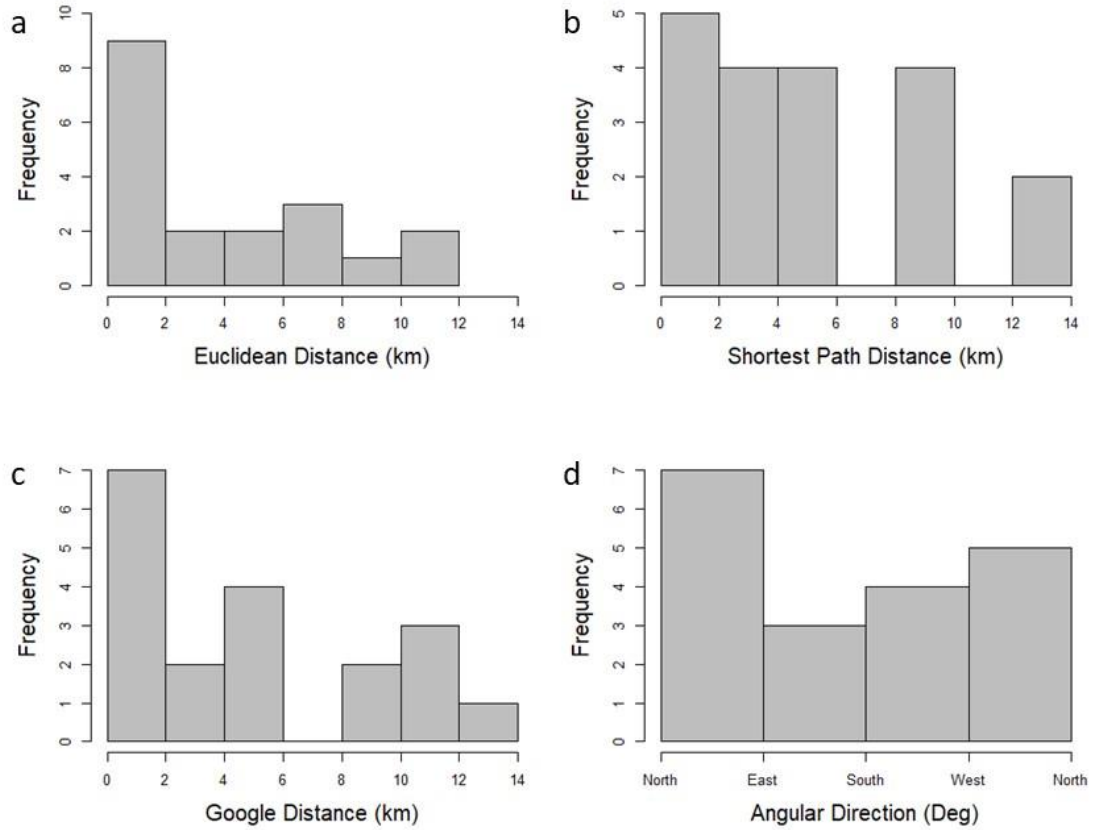 a
10
8
6
4
2
0
Frequency
0 2 4 6 8 10 12 14
Euclidean Distance (km)
b
5
4
3
2
1
0
Frequency
0 2 4 6 8 10 12 14
Shortest Path Distance (km)
c
7
6
5
4
3
2
1
0
Frequency
0 2 4 6 8 10 12 14
Google Distance (km)
d
7
6
5
4
3
2
1
0
Frequency
North East South West North
Angular Direction (Deg)